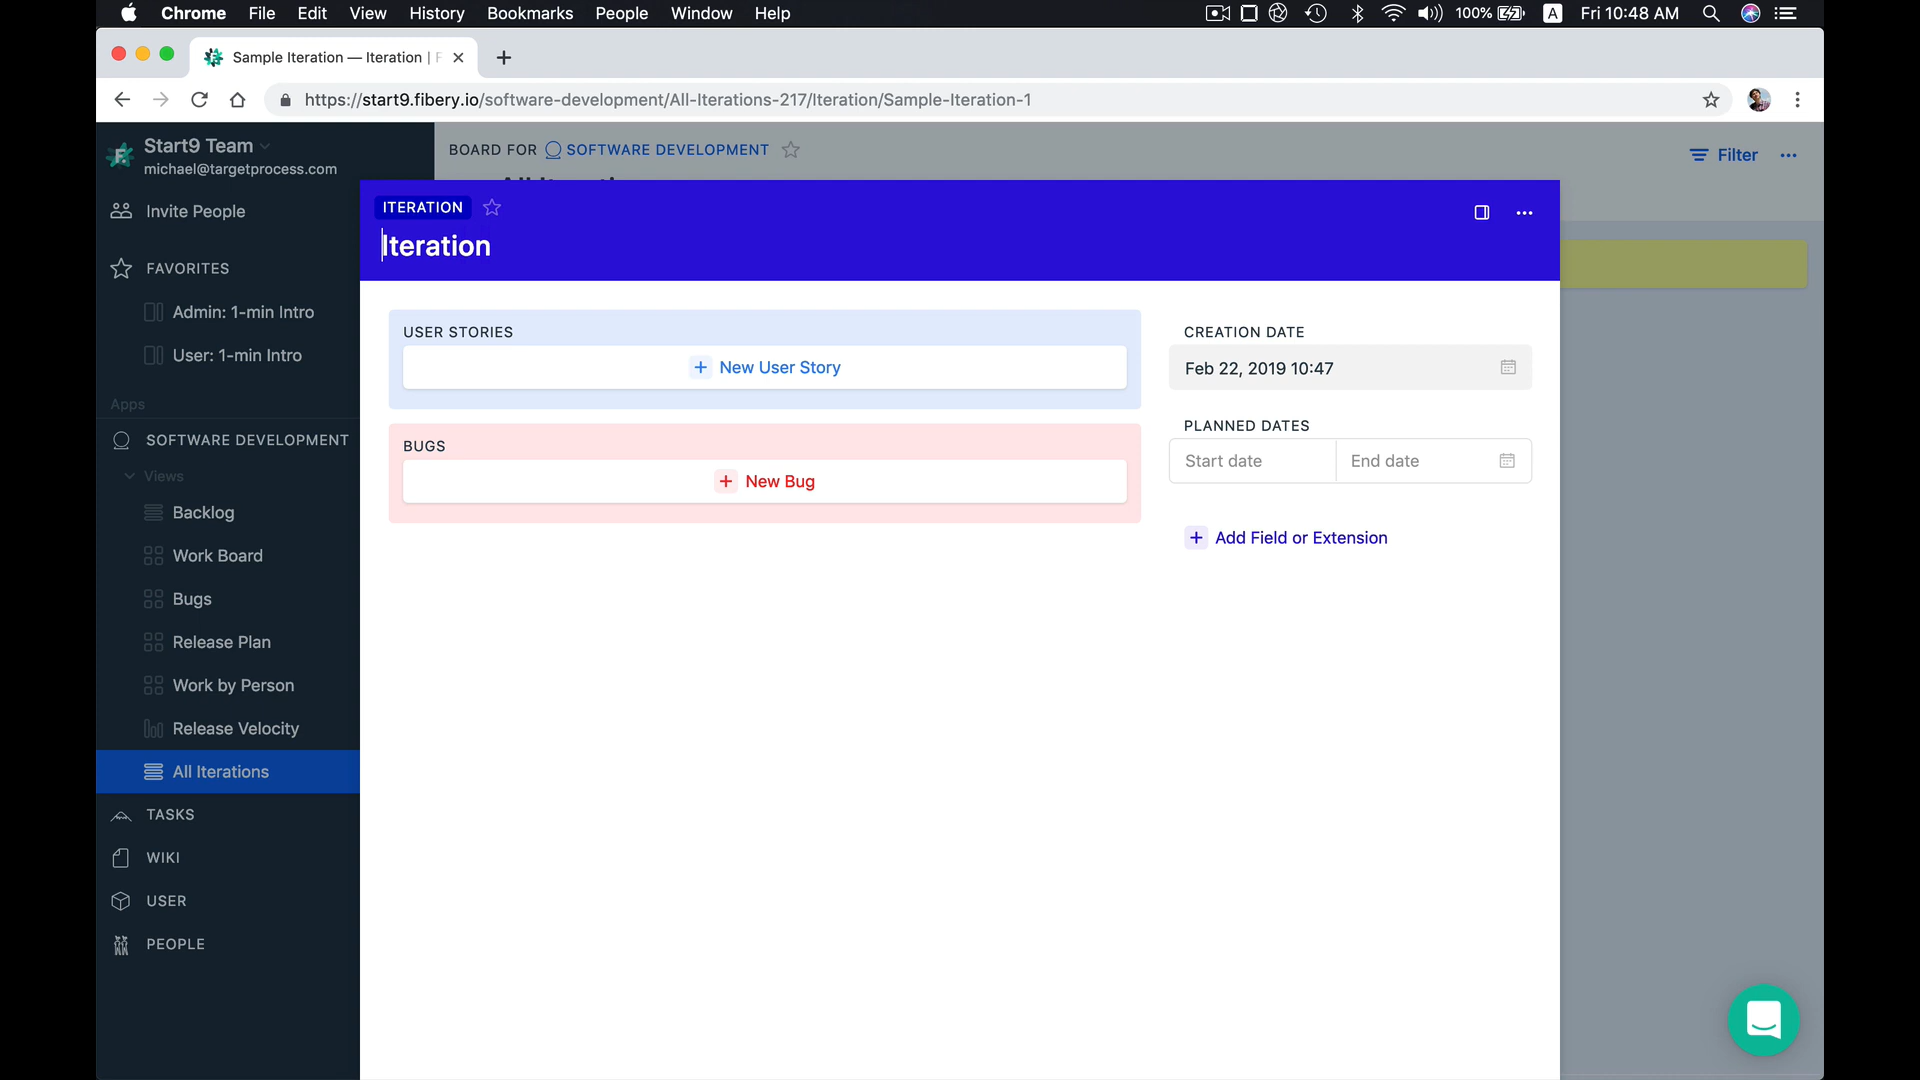 Chrome File Edit View History Bookmarks People Window Help 100% A Fri 10:48 AM
Sample Iteration — Iteration |
https://start9.fibery.io/software-development/All-Iterations-217/Iteration/Sample-Iteration-1
Start9 Team
michael@targetprocess.com
Invite People
FAVORITES
Admin: 1-min Intro
User: 1-min Intro
Apps
SOFTWARE DEVELOPMENT
Views
Backlog
Work Board
Bugs
Release Plan
Work by Person
Release Velocity
All Iterations
TASKS
WIKI
USER
PEOPLE
BOARD FOR SOFTWARE DEVELOPMENT
Filter
ITERATION
Iteration
USER STORIES
+ New User Story
BUGS
+ New Bug
CREATION DATE
Feb 22, 2019 10:47
PLANNED DATES
Start date End date
+ Add Field or Extension